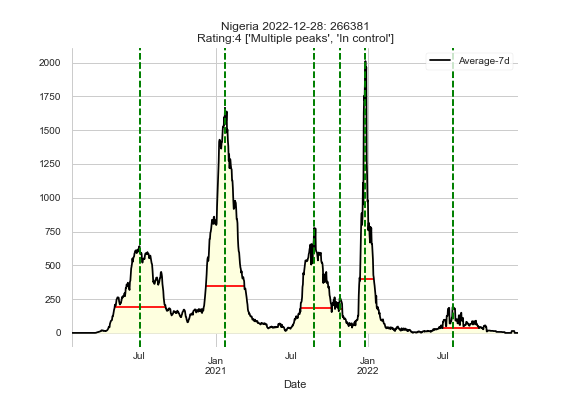 Nigeria 2022-12-28: 266381
Rating:4 ['Multiple peaks', 'In control']
Average-7d
2000
1750
1500
1250
1000
750
500
250
0
Jul
Jan
2021
Jul
Jan
2022
Jul
Date